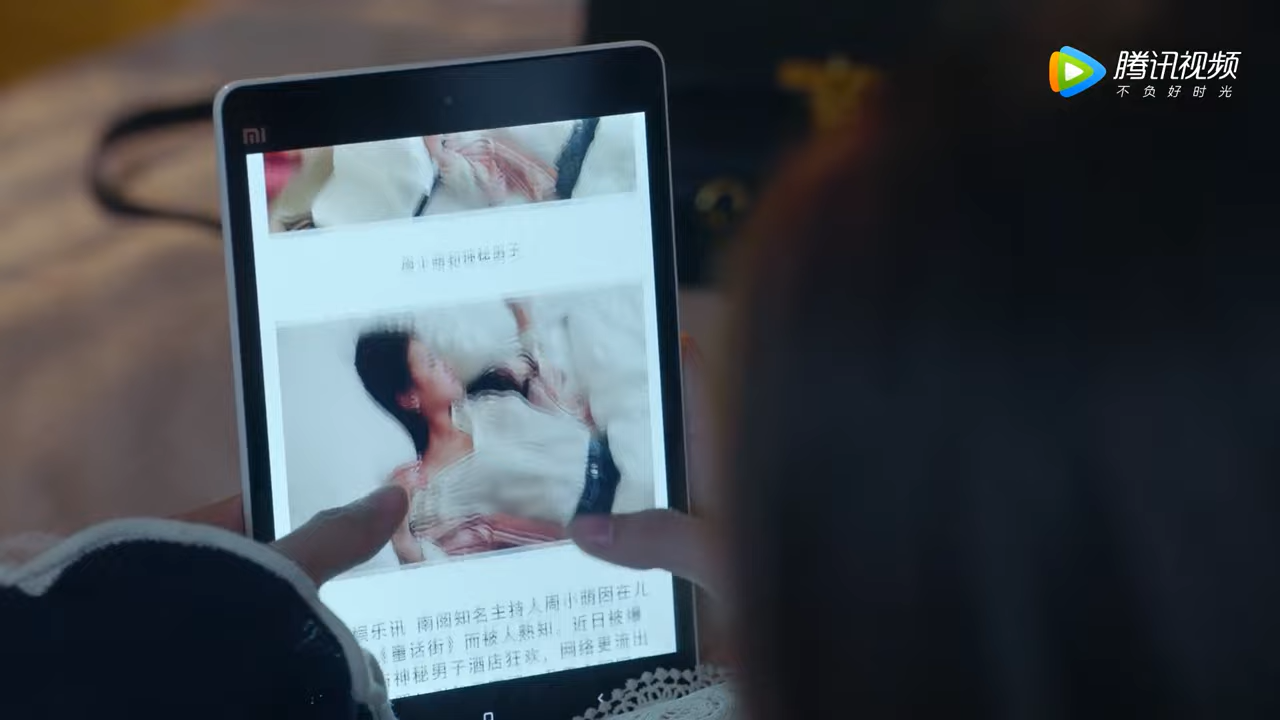 腾讯视频
不负好时光
mi
周小萌和神秘男子
娱乐讯 南阅知名主持人周小萌因在儿
《童话街》而被人熟知，近日被爆
与神秘男子酒店狂欢，网络更流出